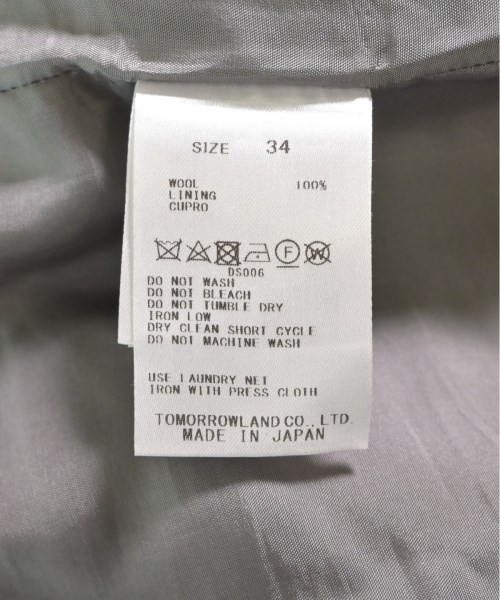 SIZE 34
WOOL 100%
LINING
CUPRO
F W
DS006
DO NOT WASH
DO NOT BLEACH
DO NOT TUMBLE DRY
IRON LOW
DRY CLEAN SHORT CYCLE
DO NOT MACHINE WASH
USE LAUNDRY NET
IRON WITH PRESS CLOTH
TOMORROWLAND CO., LTD.
MADE IN JAPAN